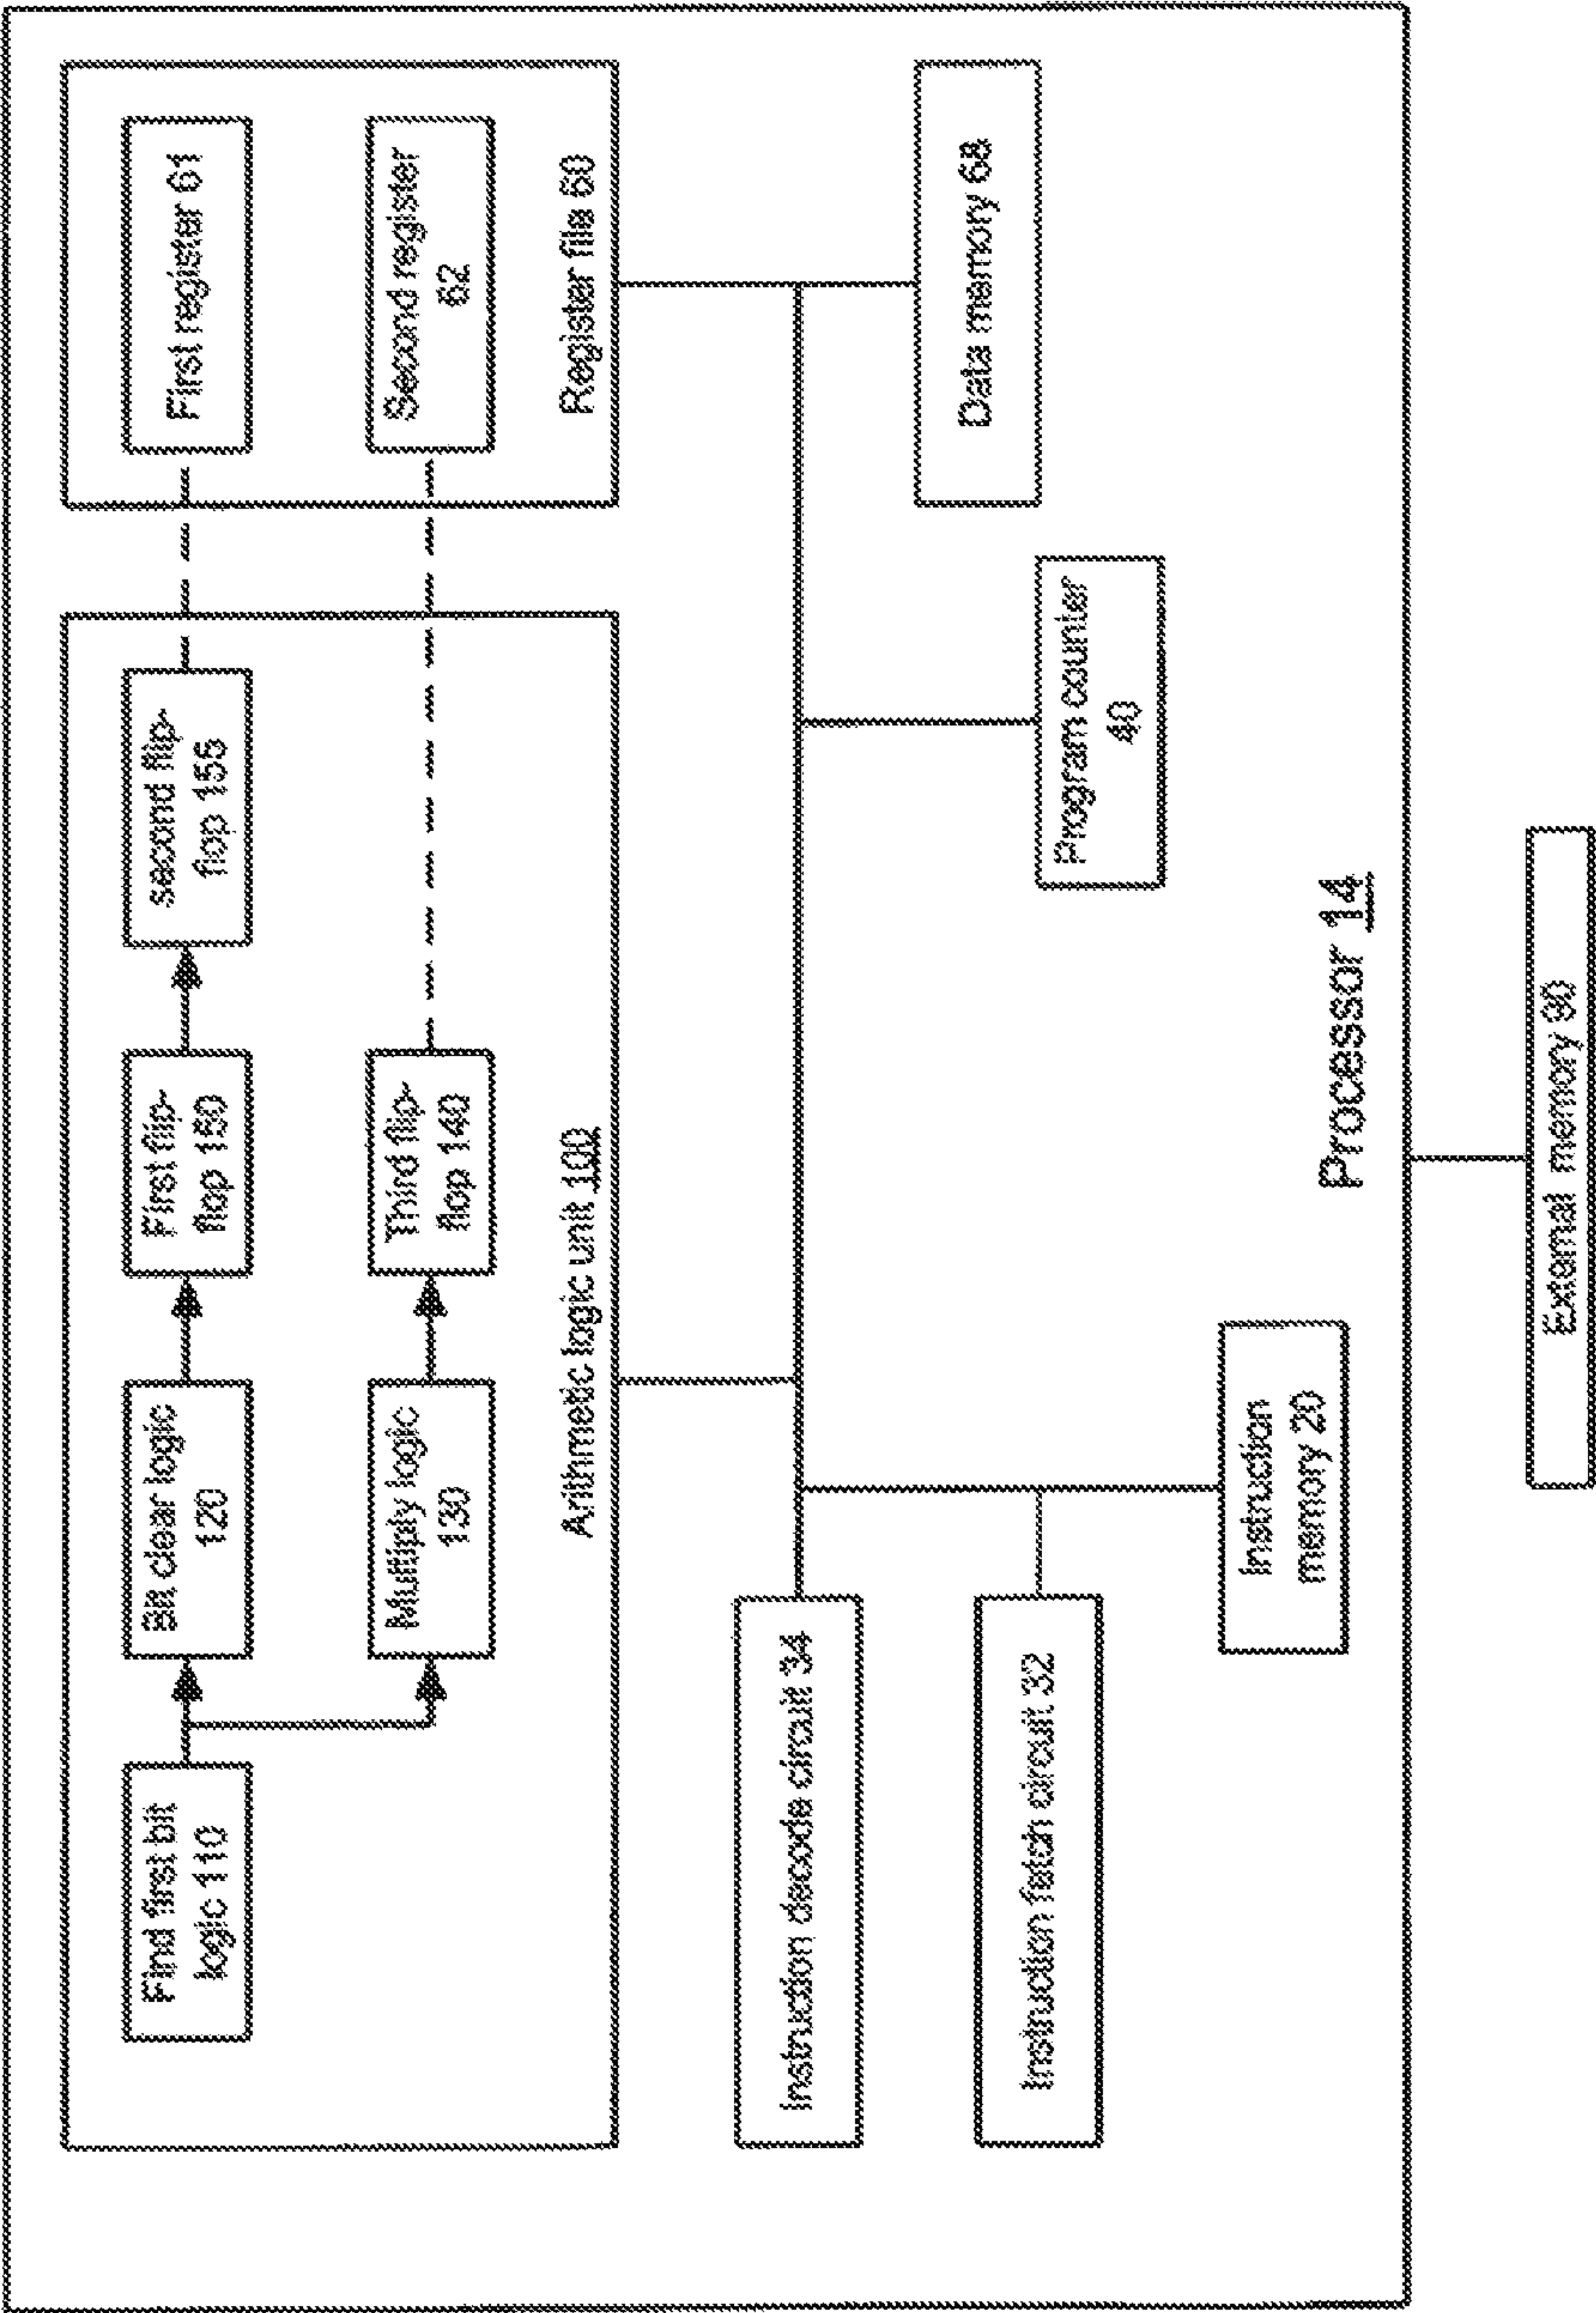 Find first bit
logic 110
Bit clear logic
120
First flip-
flop 150
second flip-
flop 155
First register 61
Multiply logic
130
Third flip-
flop 140
Second register
62
Arithmetic logic unit 100
Register file 60
Instruction decode circuit 34
Data memory 68
Instruction fetch circuit 32
Program counter
40
Instruction
memory 20
Processor 14
External memory 90